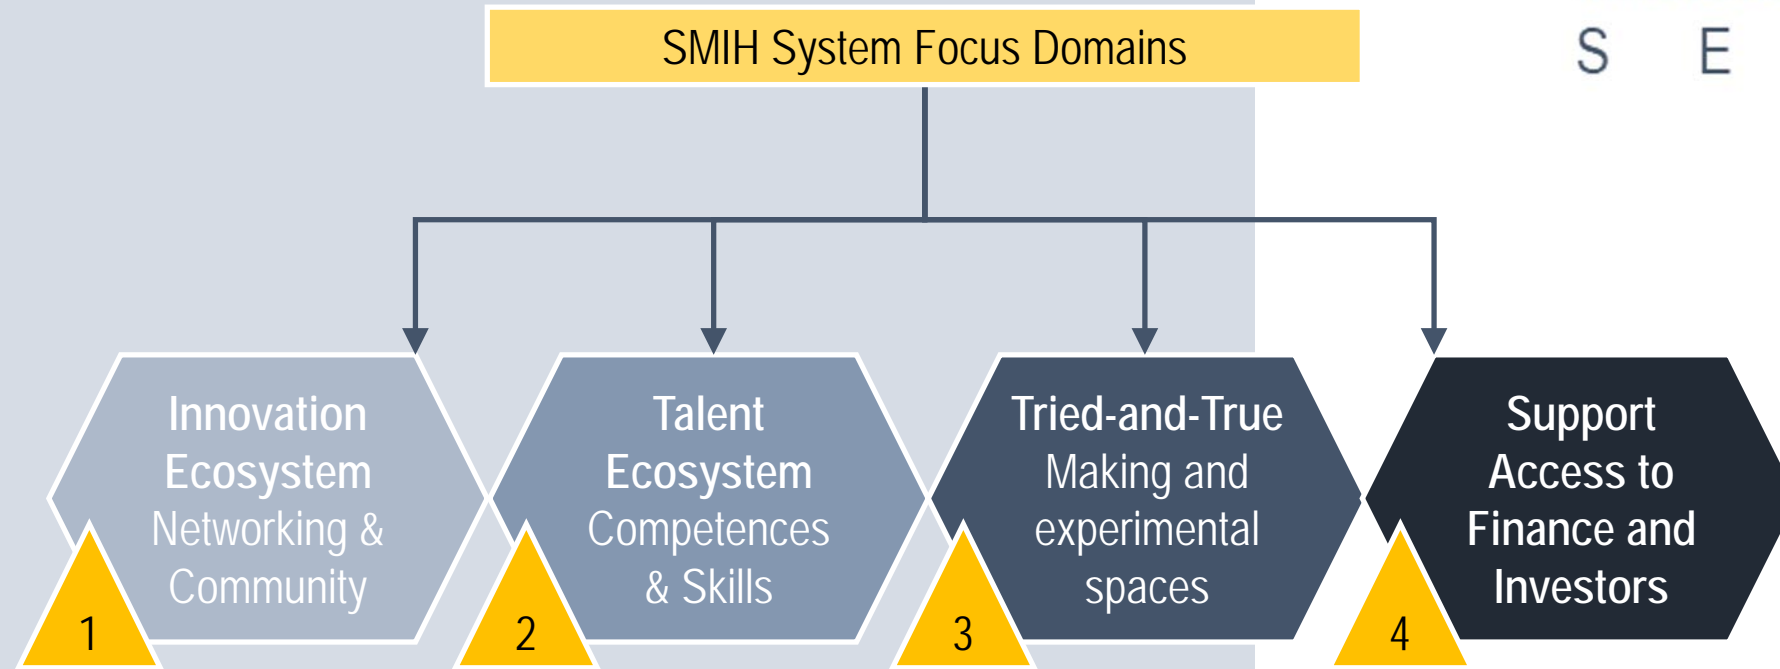 SMIH System Focus Domains
S E
Innovation
Ecosystem
Networking &
Community
1
Talent
Ecosystem
Competences
& Skills
2
Tried-and-True
Making and
experimental
spaces
3
Support
Access to
Finance and
Investors
4